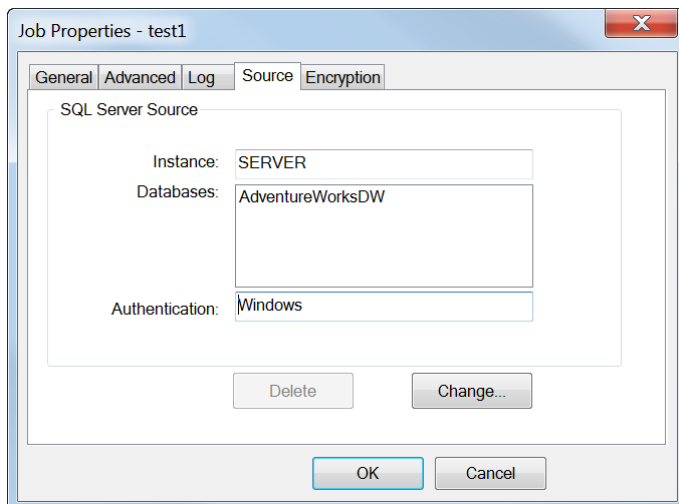 Job Properties - test1
General Advanced Log Source Encryption
SQL Server Source
Instance: SERVER
Databases: AdventureWorksDW
Authentication: Windows
Delete Change...
OK Cancel